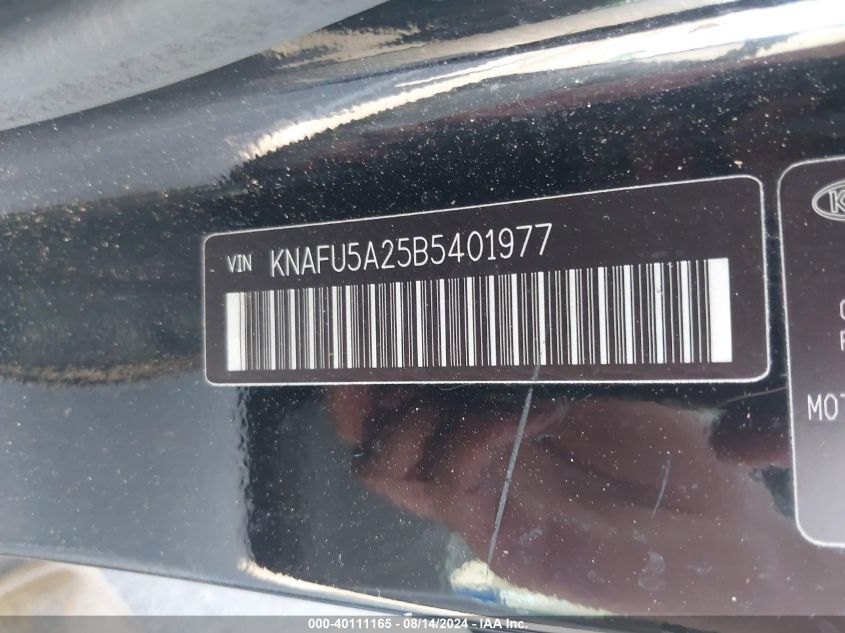 VIN KNAFU5A25B5401977
MOT
000-40111165 - 08/14/2024 - IAA Inc.